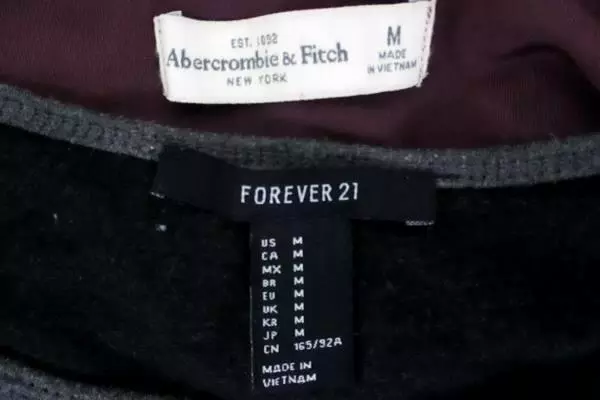 EST. 1892
Abercrombie & Fitch
NEW YORK
M
MADE
IN VIETNAM
FOREVER 21
US M
CA M
MX M
BR M
EU M
UK M
KR M
JP M
CN 165/92A
MADE IN
VIETNAM